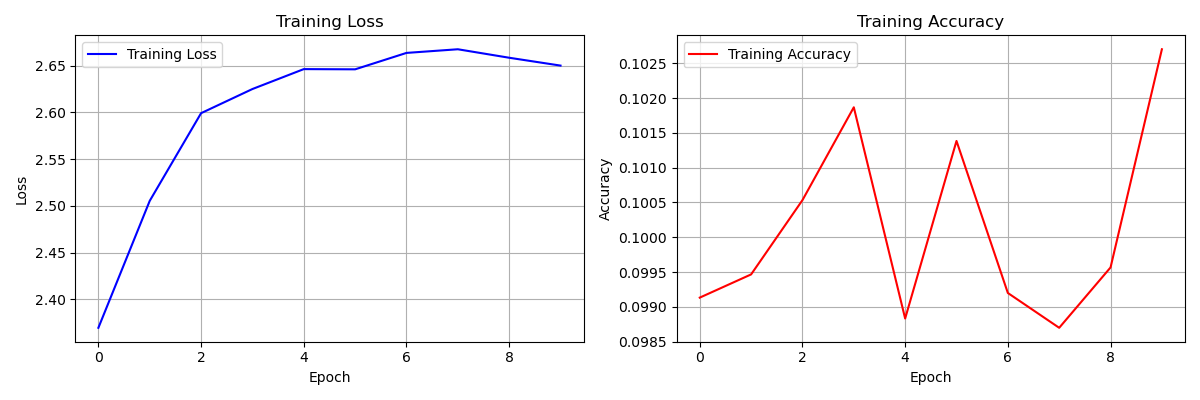 Training Loss
Training Loss
2.65
2.60
2.55
2.50
2.45
2.40
Loss
0 2 4 6 8
Epoch
Training Accuracy
Training Accuracy
0.1025
0.1020
0.1015
0.1010
0.1005
0.1000
0.0995
0.0990
0.0985
Accuracy
0 2 4 6 8
Epoch